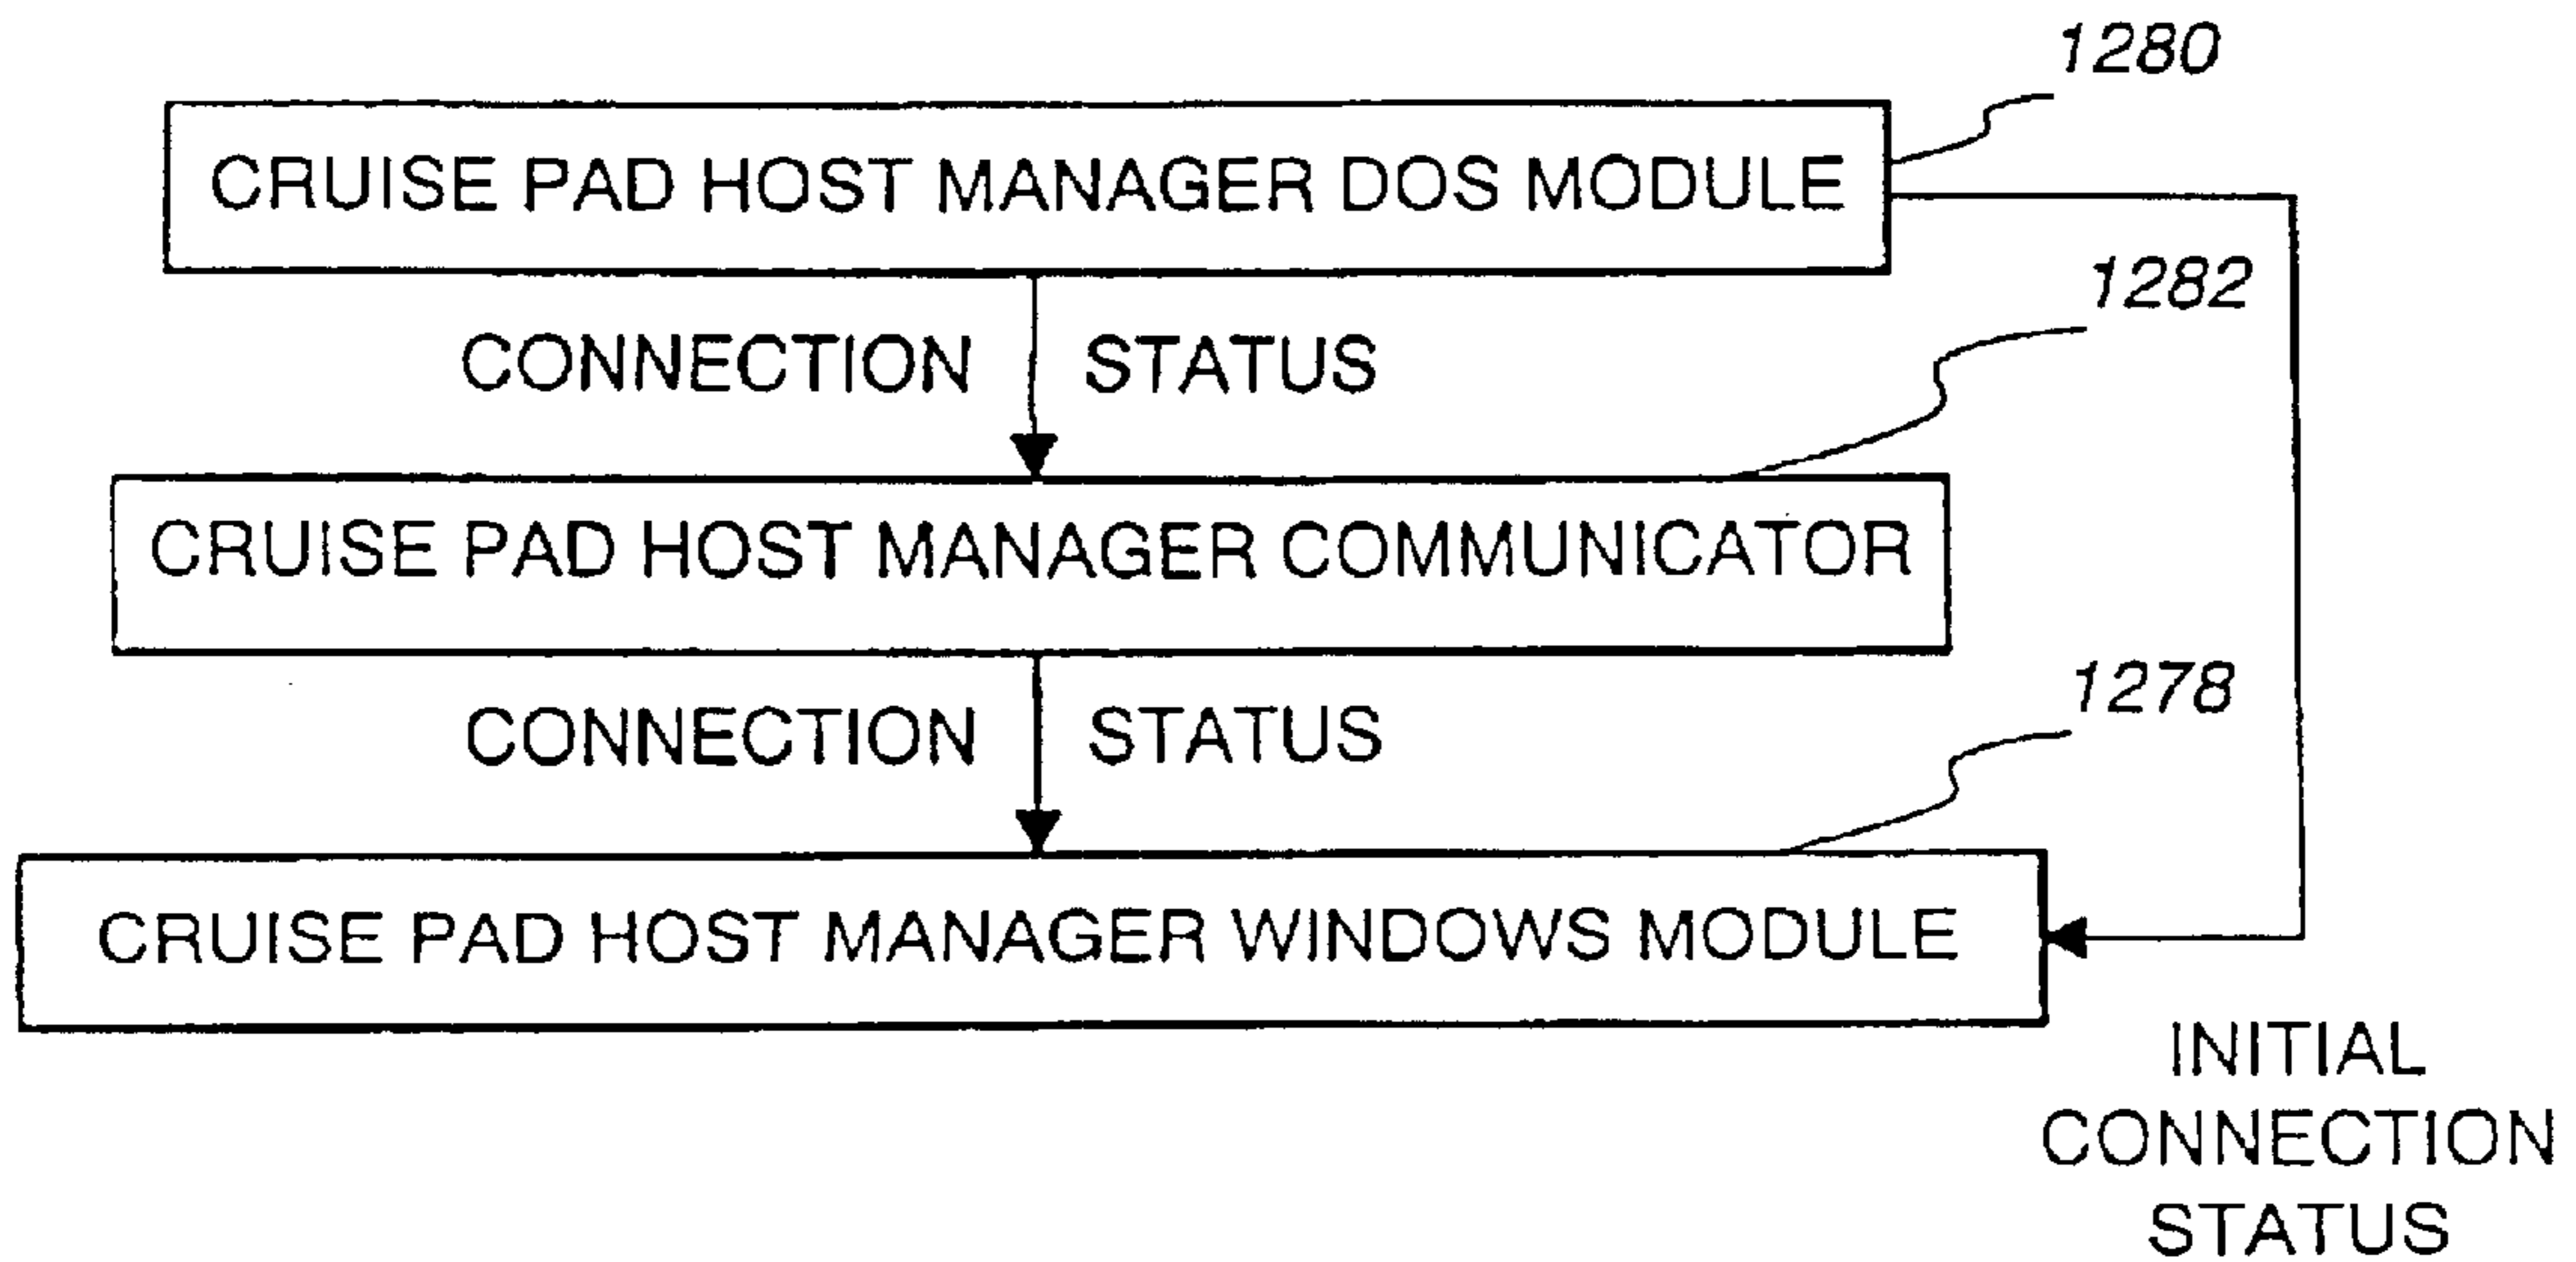 1280
CRUISE PAD HOST MANAGER DOS MODULE
1282
CONNECTION STATUS
CRUISE PAD HOST MANAGER COMMUNICATOR
1278
CONNECTION STATUS
CRUISE PAD HOST MANAGER WINDOWS MODULE
INITIAL
CONNECTION
STATUS